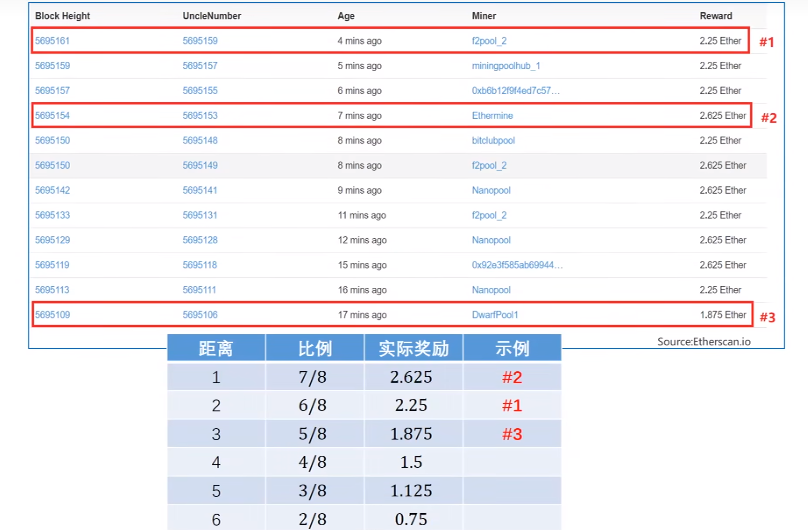 Block Height UncleNumber Age Miner Reward
5695161 5695159 4 mins ago f2pool_2 2.25 Ether #1
5695159 5695157 5 mins ago miningpoolhub_1 2.25 Ether
5695157 5695155 6 mins ago 0xb6b12f9f4ed7c57... 2.25 Ether
5695154 5695153 7 mins ago Ethermine 2.625 Ether #2
5695150 5695148 8 mins ago bitclubpool 2.25 Ether
5695150 5695149 8 mins ago f2pool_2 2.625 Ether
5695142 5695141 9 mins ago Nanopool 2.625 Ether
5695133 5695131 11 mins ago f2pool_2 2.25 Ether
5695129 5695128 12 mins ago Nanopool 2.625 Ether
5695119 5695118 15 mins ago 0x92e3f585ab69944... 2.625 Ether
5695113 5695111 16 mins ago Nanopool 2.25 Ether
5695109 5695106 17 mins ago DwarfPool1 1.875 Ether #3
Source:Etherscan.io
距离 比例 实际奖励 示例
1 7/8 2.625 #2
2 6/8 2.25 #1
3 5/8 1.875 #3
4 4/8 1.5
5 3/8 1.125
6 2/8 0.75